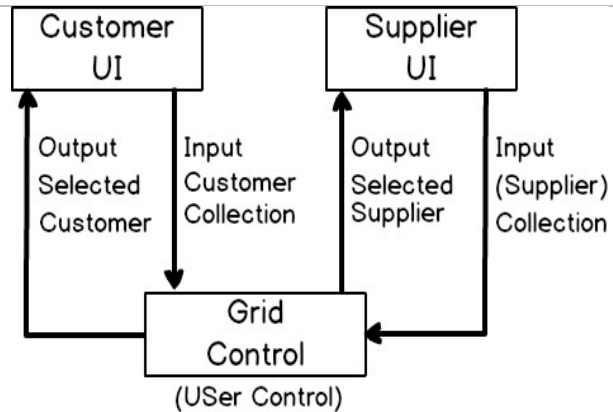 Customer
UI
Supplier
UI
Output
Selected
Customer
Input
Customer
Collection
Output
Selected
Supplier
Input
(Supplier)
Collection
Grid
Control
(USer Control)